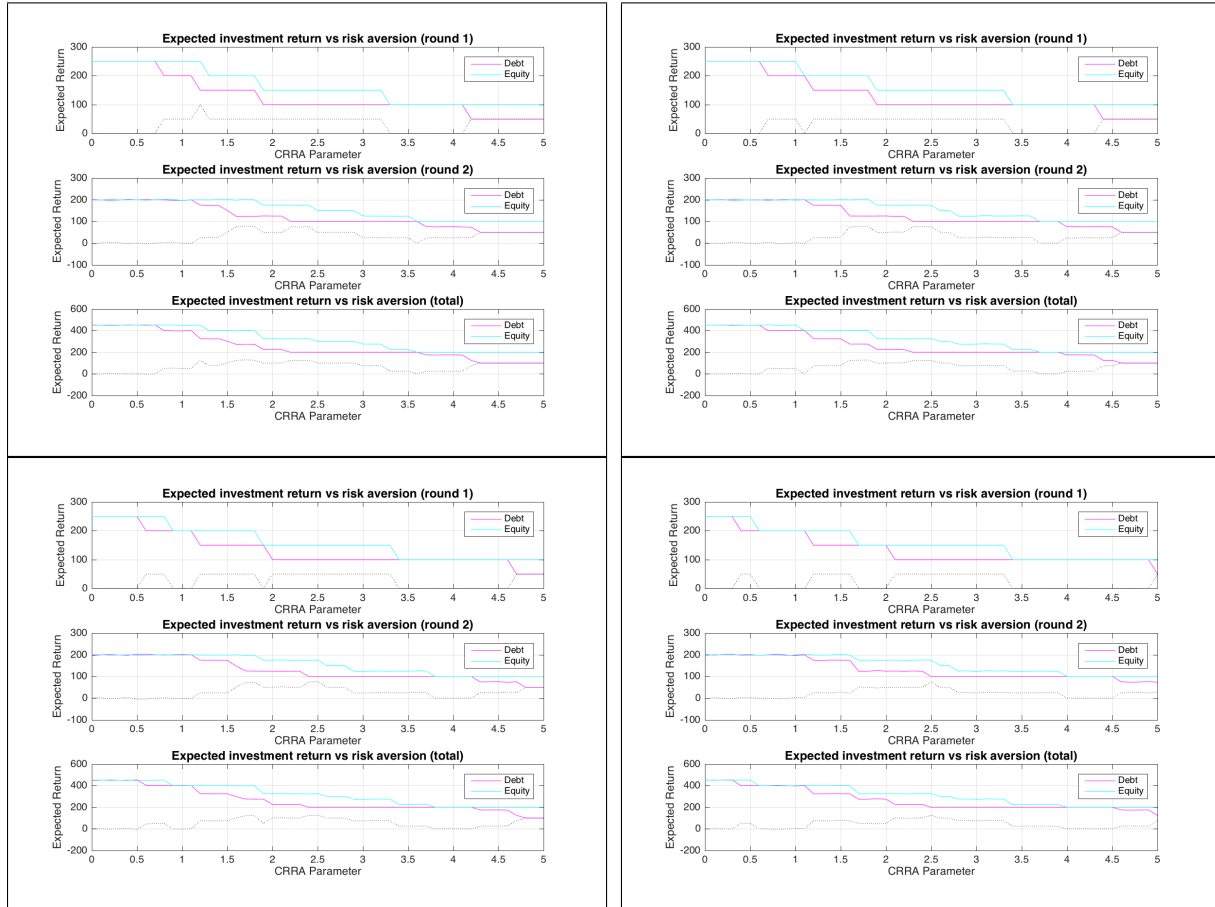 Expected investment return vs risk aversion (round 1)
Expected Return
300
200
100
0
Debt
Equity
0 0.5 1 1.5 2 2.5 3 3.5 4 4.5 5
CRRA Parameter
Expected investment return vs risk aversion (round 2)
Expected Return
300
200
100
0
-100
Debt
Equity
0 0.5 1 1.5 2 2.5 3 3.5 4 4.5 5
CRRA Parameter
Expected investment return vs risk aversion (total)
Expected Return
600
400
200
0
-200
Debt
Equity
0 0.5 1 1.5 2 2.5 3 3.5 4 4.5 5
CRRA Parameter
Expected investment return vs risk aversion (round 1)
Expected Return
300
200
100
0
Debt
Equity
0 0.5 1 1.5 2 2.5 3 3.5 4 4.5 5
CRRA Parameter
Expected investment return vs risk aversion (round 2)
Expected Return
300
200
100
0
-100
Debt
Equity
0 0.5 1 1.5 2 2.5 3 3.5 4 4.5 5
CRRA Parameter
Expected investment return vs risk aversion (total)
Expected Return
600
400
200
0
-200
Debt
Equity
0 0.5 1 1.5 2 2.5 3 3.5 4 4.5 5
CRRA Parameter
Expected investment return vs risk aversion (round 1)
Expected Return
300
200
100
0
Debt
Equity
0 0.5 1 1.5 2 2.5 3 3.5 4 4.5 5
CRRA Parameter
Expected investment return vs risk aversion (round 2)
Expected Return
300
200
100
0
-100
Debt
Equity
0 0.5 1 1.5 2 2.5 3 3.5 4 4.5 5
CRRA Parameter
Expected investment return vs risk aversion (total)
Expected Return
600
400
200
0
-200
Debt
Equity
0 0.5 1 1.5 2 2.5 3 3.5 4 4.5 5
CRRA Parameter
Expected investment return vs risk aversion (round 1)
Expected Return
300
200
100
0
Debt
Equity
0 0.5 1 1.5 2 2.5 3 3.5 4 4.5 5
CRRA Parameter
Expected investment return vs risk aversion (round 2)
Expected Return
300
200
100
0
-100
Debt
Equity
0 0.5 1 1.5 2 2.5 3 3.5 4 4.5 5
CRRA Parameter
Expected investment return vs risk aversion (total)
Expected Return
600
400
200
0
-200
Debt
Equity
0 0.5 1 1.5 2 2.5 3 3.5 4 4.5 5
CRRA Parameter